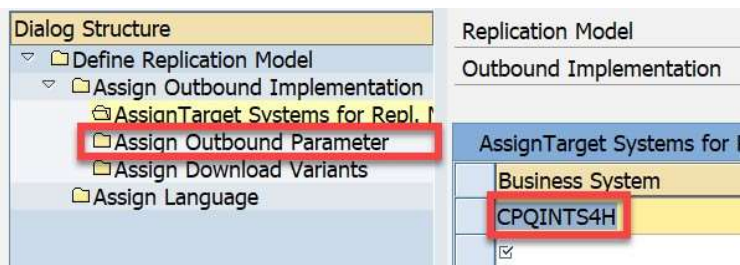 Dialog Structure
Define Replication Model
Assign Outbound Implementation
AssignTarget Systems for Repl.
Assign Outbound Parameter
Assign Download Variants
Assign Language
Replication Model
Outbound Implementation
AssignTarget Systems for
Business System
CPQINTS4H